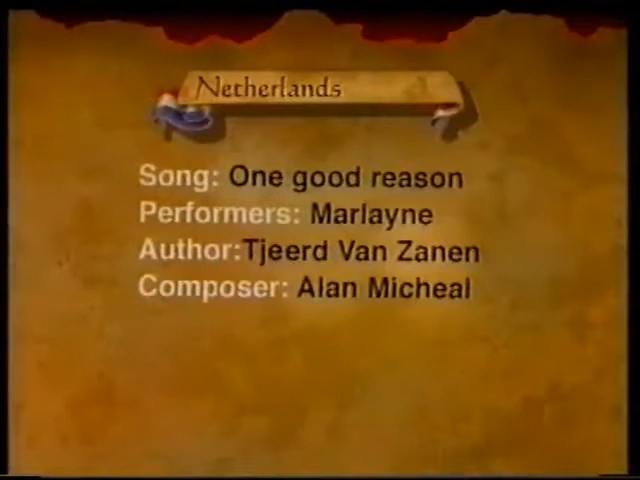 Netherlands
Song: One good reason
Performers: Marlayne
Author:Tjeerd Van Zanen
Composer: Alan Micheal